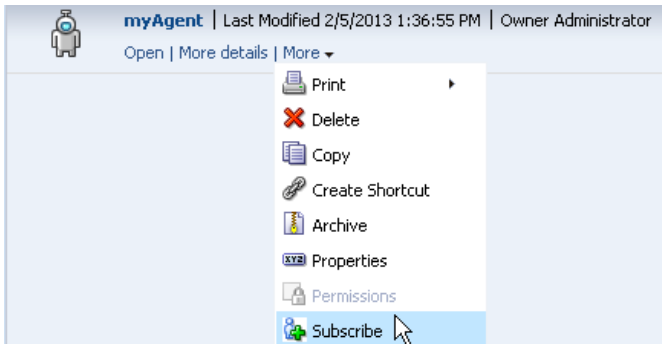 myAgent | Last Modified 2/5/2013 1:36:55 PM | Owner Administrator
Open | More details | More
Print
Delete
Copy
Create Shortcut
Archive
XYZ Properties
Permissions
Subscribe